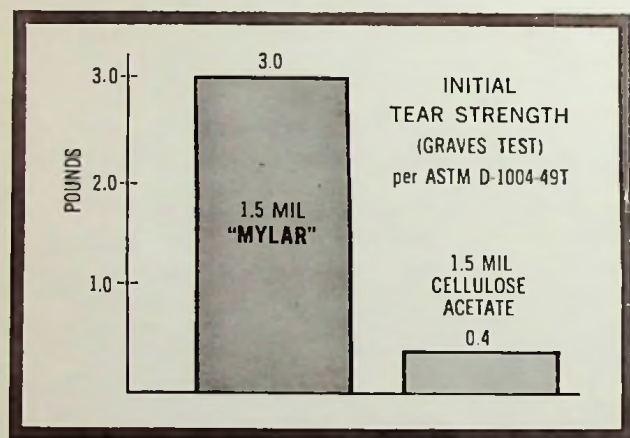 3.0
3.0
2.0
1.0
POUNDS
1.5 MIL
"MYLAR"
INITIAL
TEAR STRENGTH
(GRAVES TEST)
per ASTM D-1004-49T
1.5 MIL
CELLULOSE
ACETATE
0.4